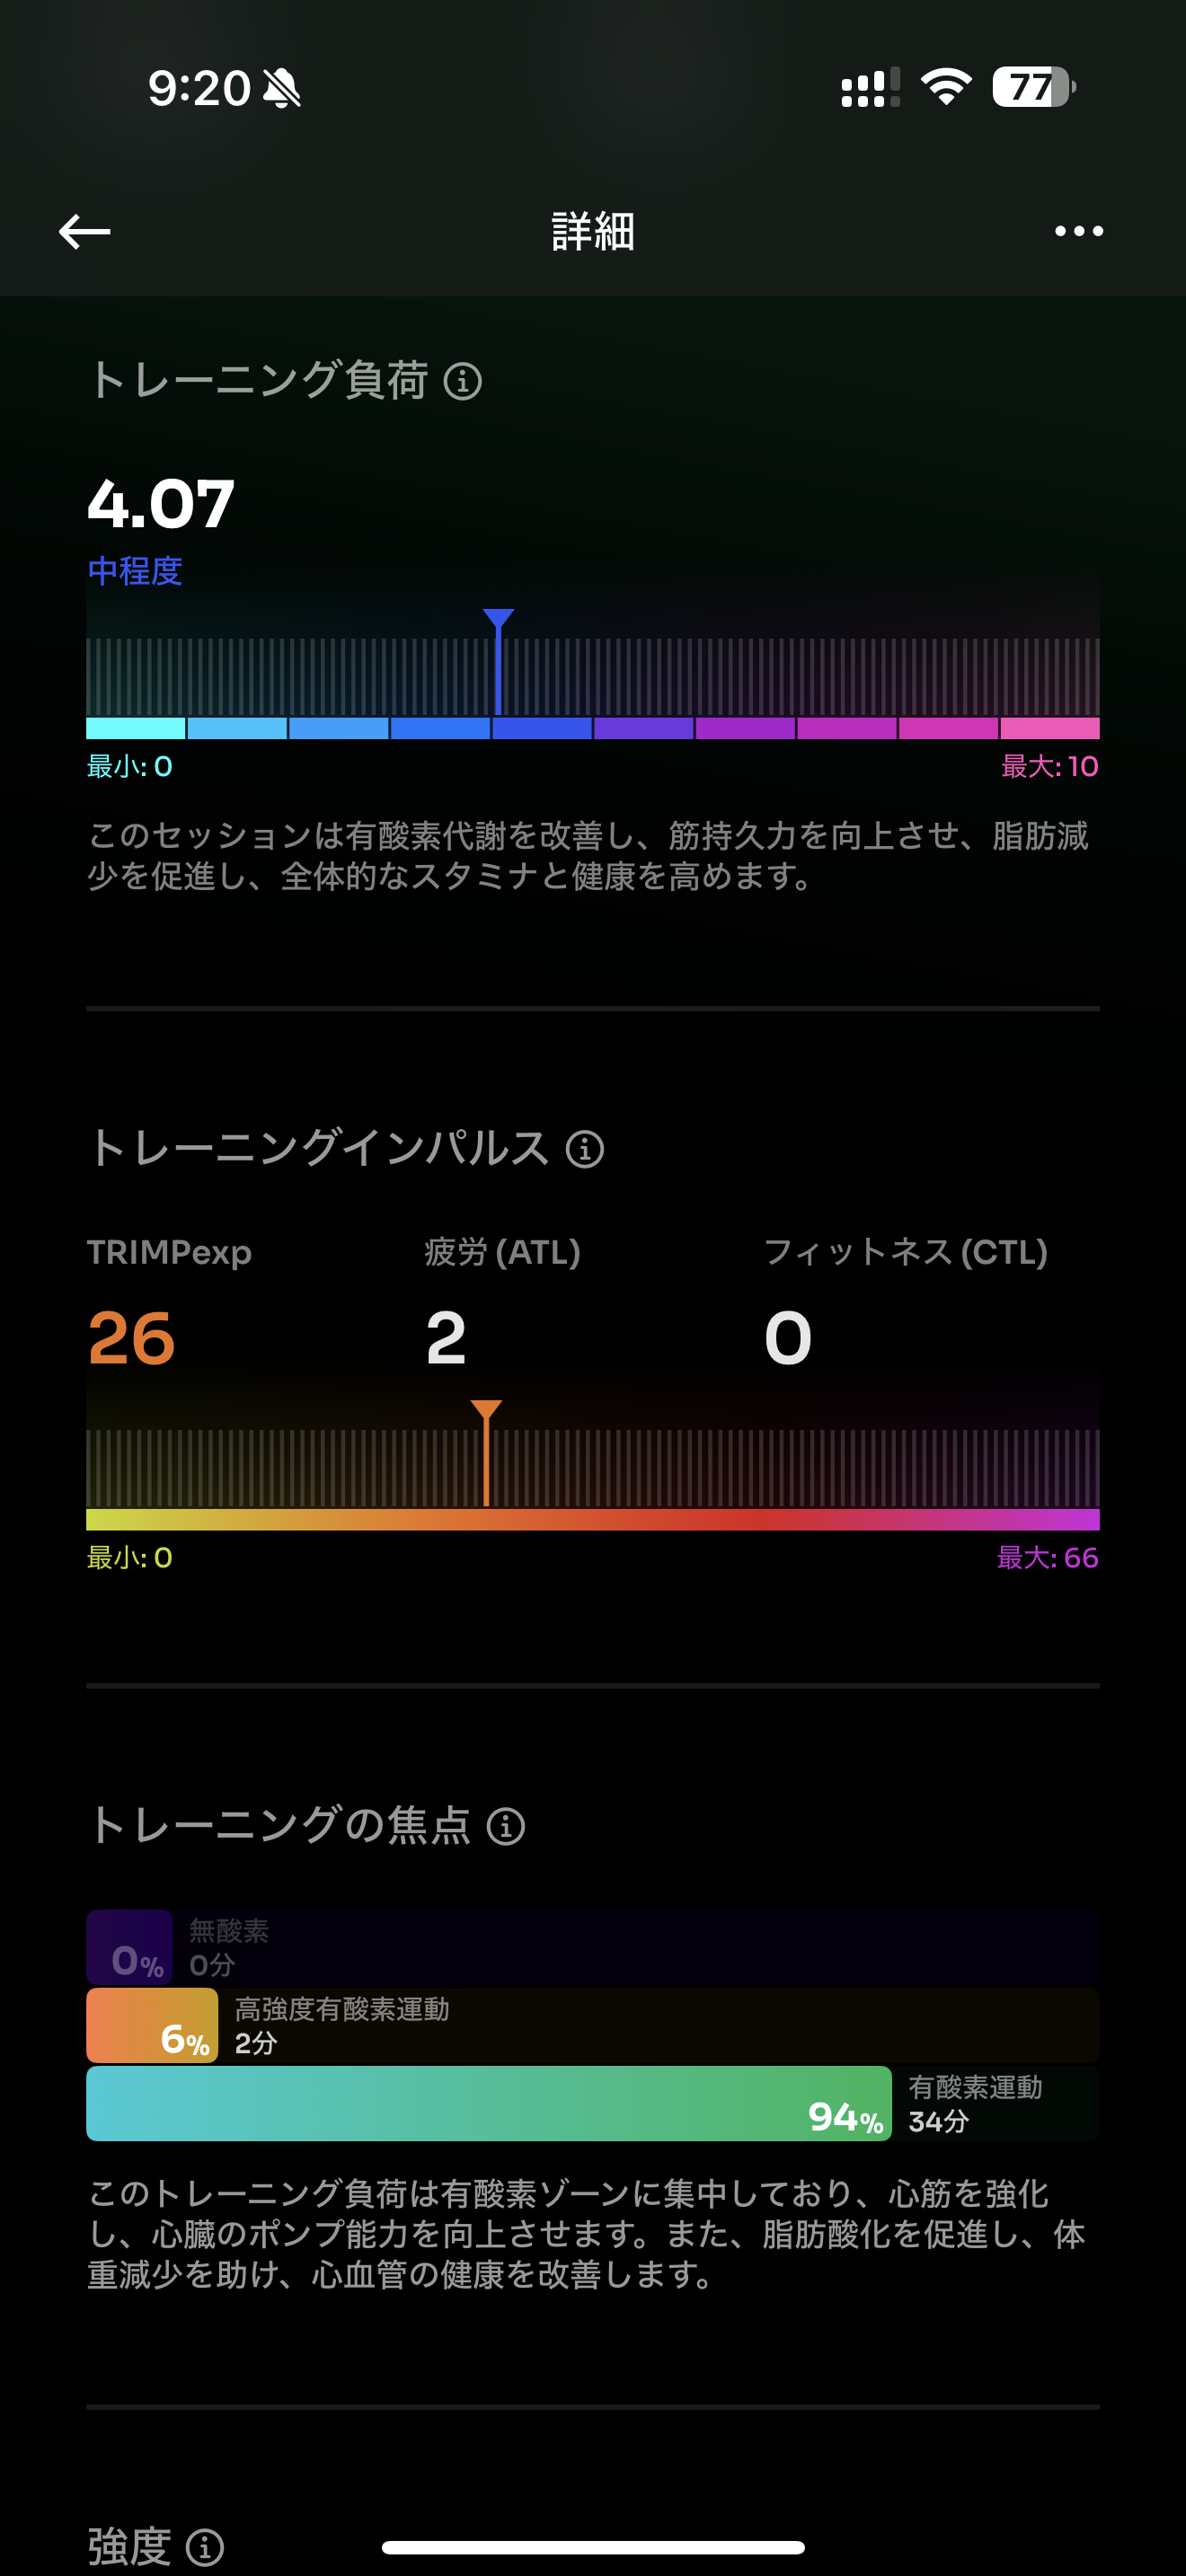 9:20
77
詳細
トレーニング負荷
4.07
中程度
最小: 0
最大: 10
このセッションは有酸素代謝を改善し、筋持久力を向上させ、脂肪減
少を促進し、全体的なスタミナと健康を高めます。
トレーニングインパルス
TRIMPexp
疲労 (ATL)
フィットネス (CTL)
26
2
0
最小: 0
最大: 66
トレーニングの焦点
0%
無酸素
0分
6%
高強度有酸素運動
2分
94%
有酸素運動
34分
このトレーニング負荷は有酸素ゾーンに集中しており、心筋を強化
し、心臓のポンプ能力を向上させます。また、脂肪酸化を促進し、体
重減少を助け、心血管の健康を改善します。
強度